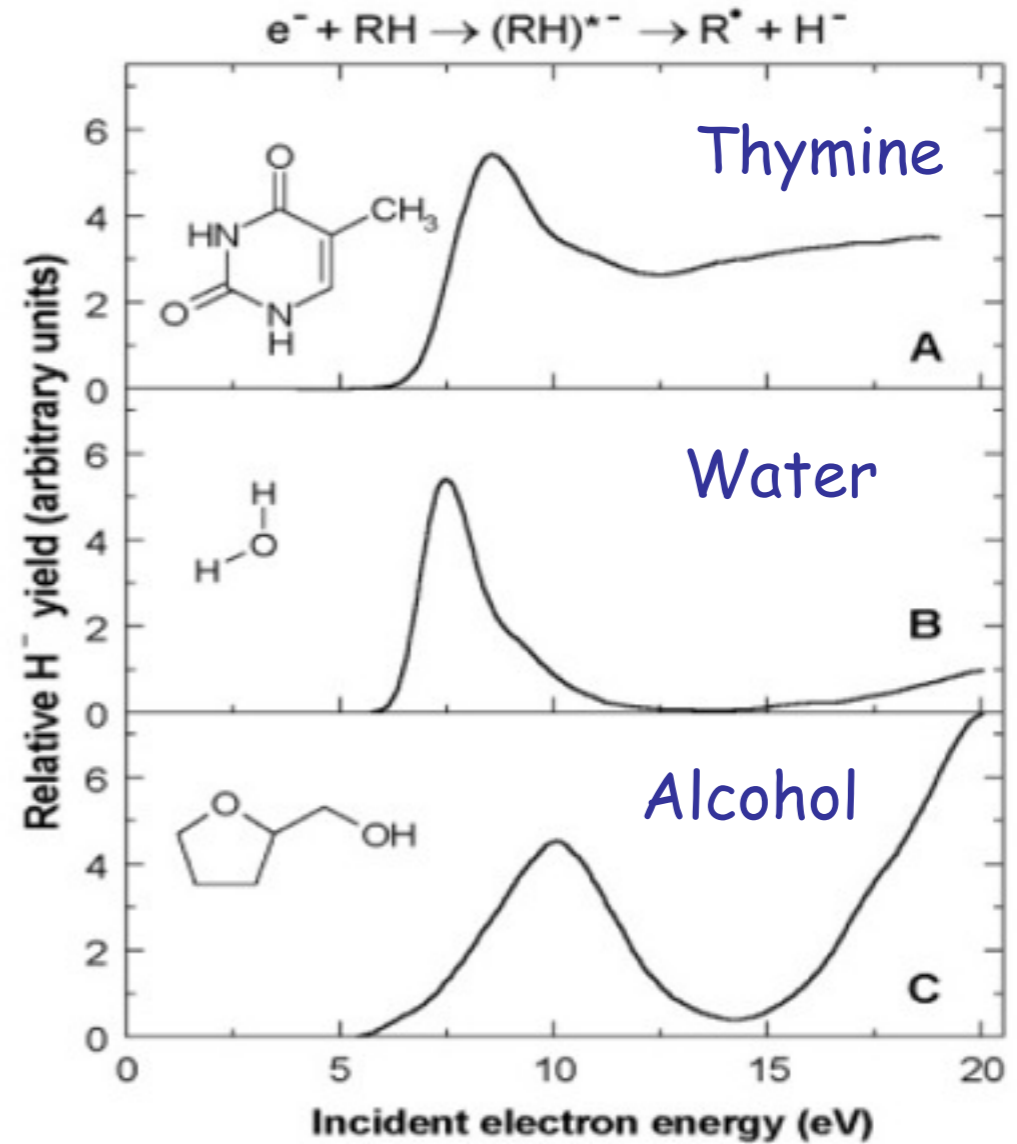 e⁻ + RH → (RH)*⁻ → R• + H⁻
Relative H⁻ yield (arbitrary units)
6
4
2
0
Thymine
O
HN
CH₃
O
N
H
A
6
4
2
0
Water
H
O
H
B
6
4
2
0
Alcohol
O
OH
C
0 5 10 15 20
Incident electron energy (eV)